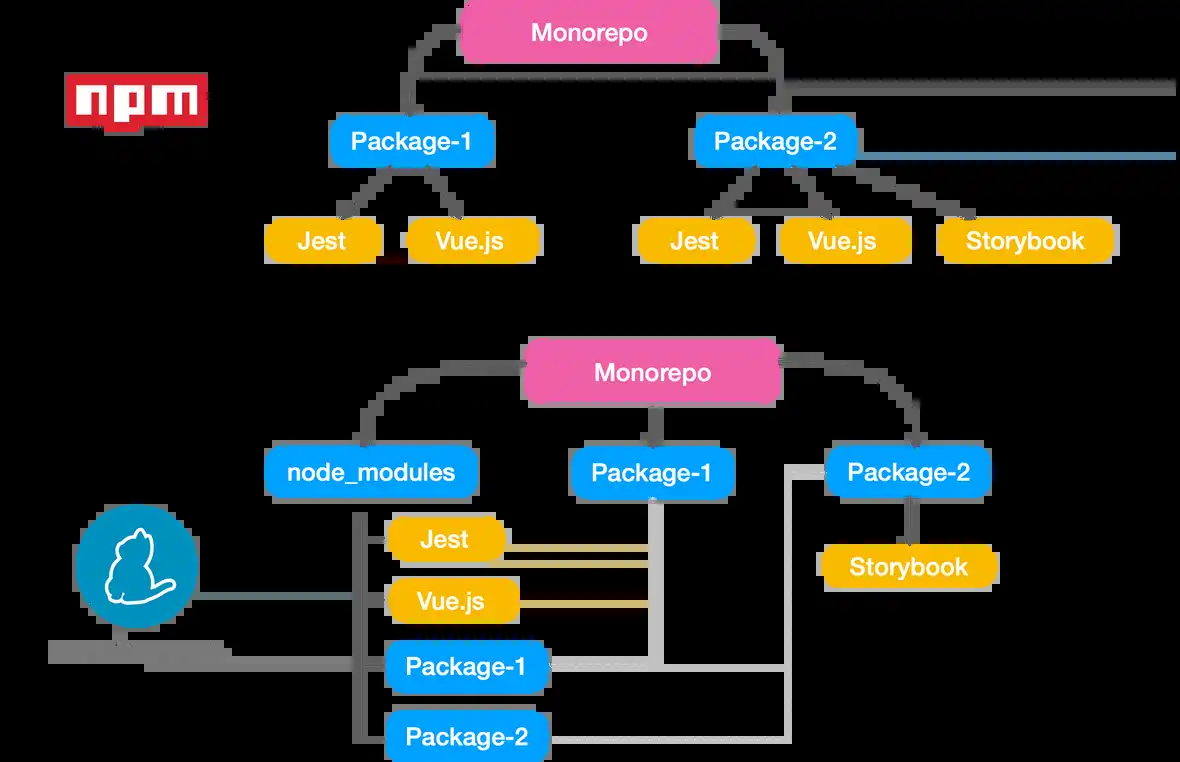 Monorepo
npm
Package-1
Package-2
Jest
Vue.js
Jest
Vue.js
Storybook
Monorepo
node_modules
Package-1
Package-2
Jest
Storybook
Vue.js
Package-1
Package-2